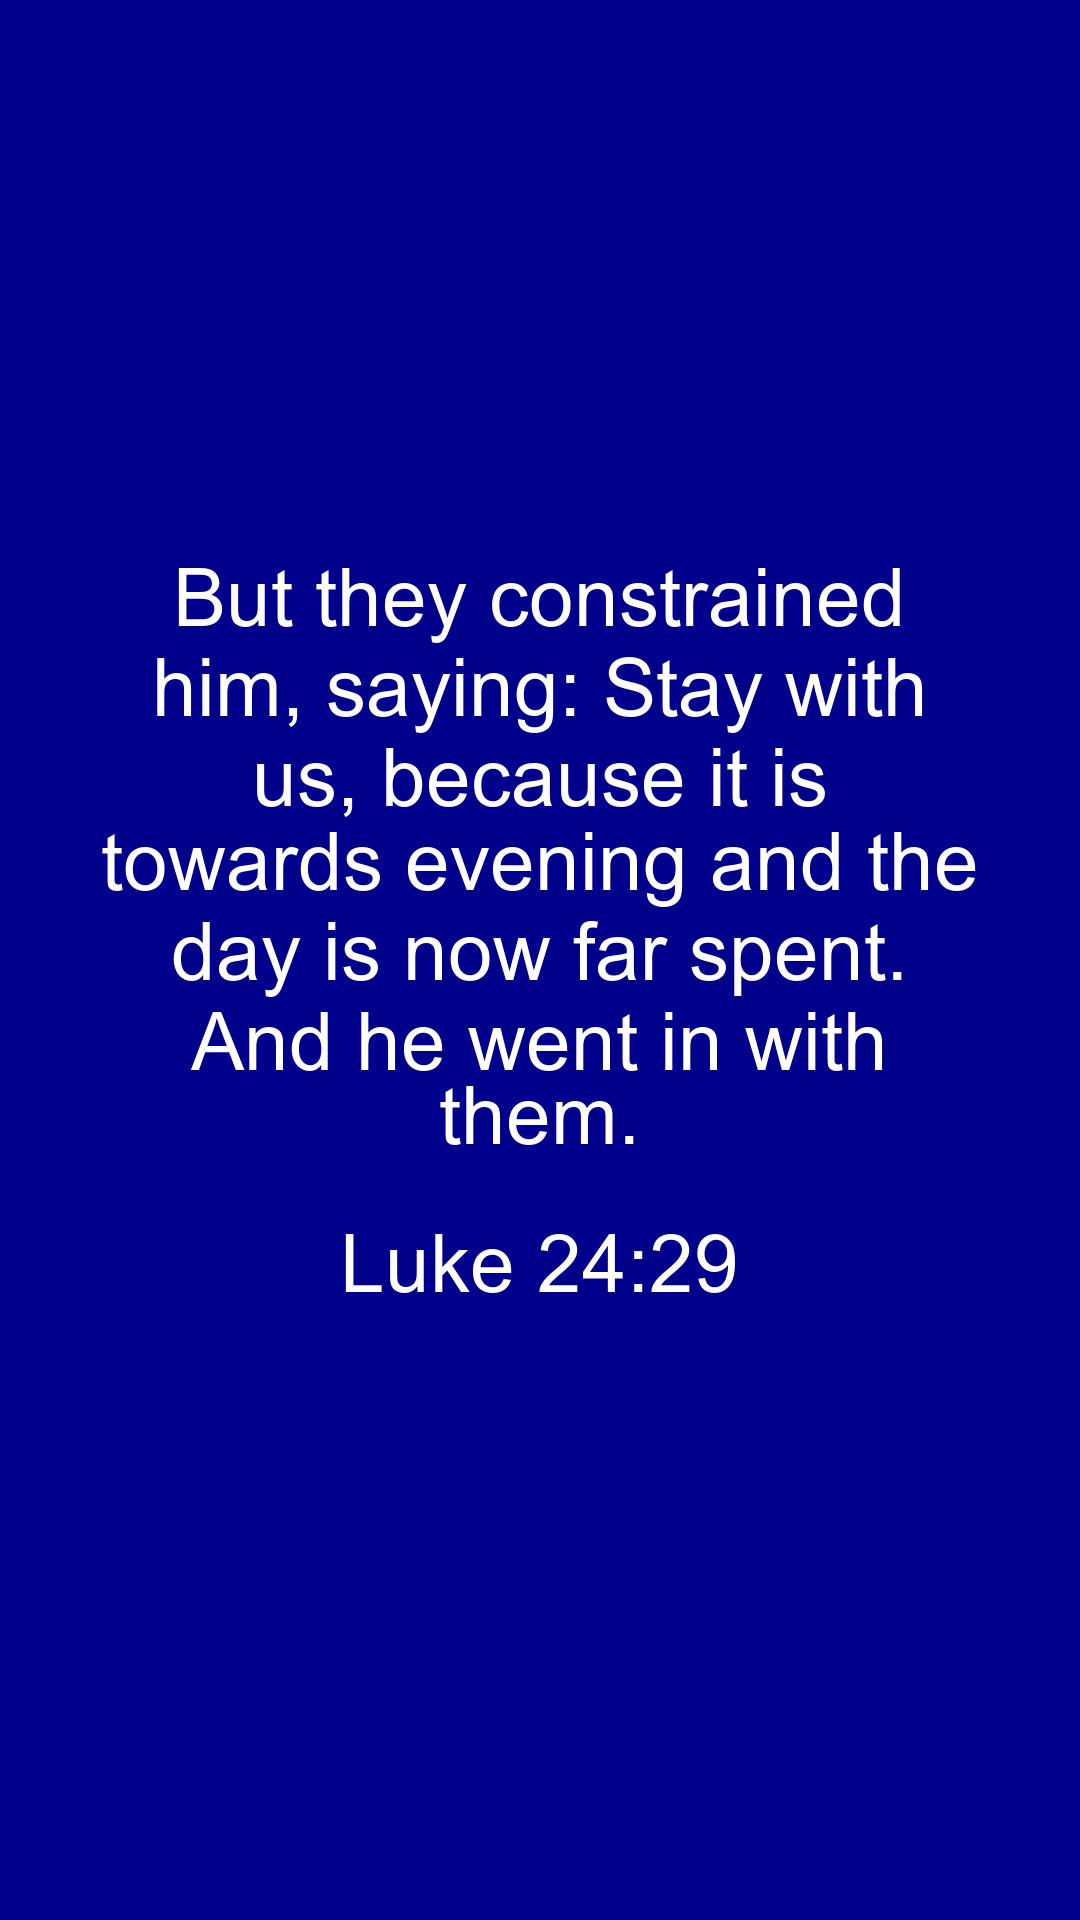 But they constrained
him, saying: Stay with
us, because it is
towards evening and the
day is now far spent.
And he went in with
them.
Luke 24:29